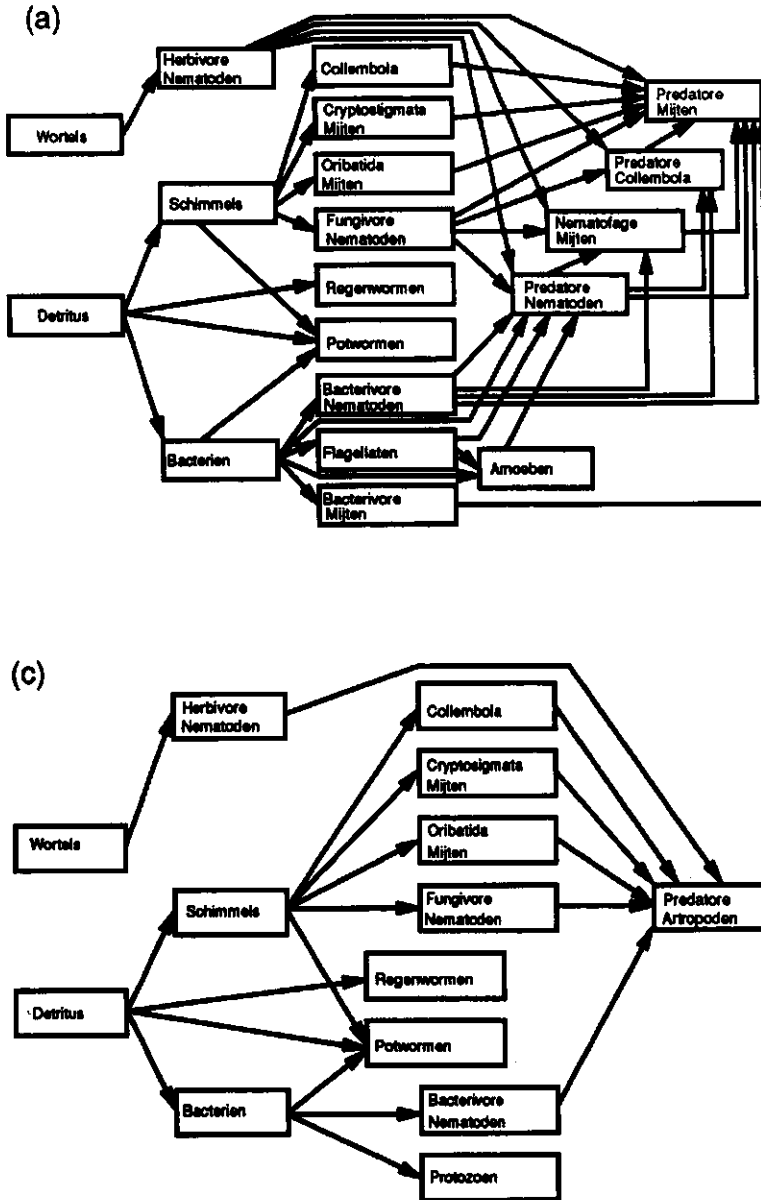 (a)
Herbivore
Nematoden
Wortels
Collembola
Cryptostigmata
Mijten
Oribatida
Mijten
Schimmels
Fungivore
Nematoden
Regenwormen
Detritus
Potwormen
Bacterivore
Nematoden
Bacterien
Flagellaten
Amoeben
Bacterivore
Mijten
Predatore
Mijten
Predatore
Collembola
Nematofage
Mijten
Predatore
Nematoden
(c)
Herbivore
Nematoden
Wortels
Collembola
Cryptosigmata
Mijten
Oribatida
Mijten
Schimmels
Fungivore
Nematoden
Predatore
Artropoden
Regenwormen
Detritus
Potwormen
Bacterien
Bacterivore
Nematoden
Protozoen